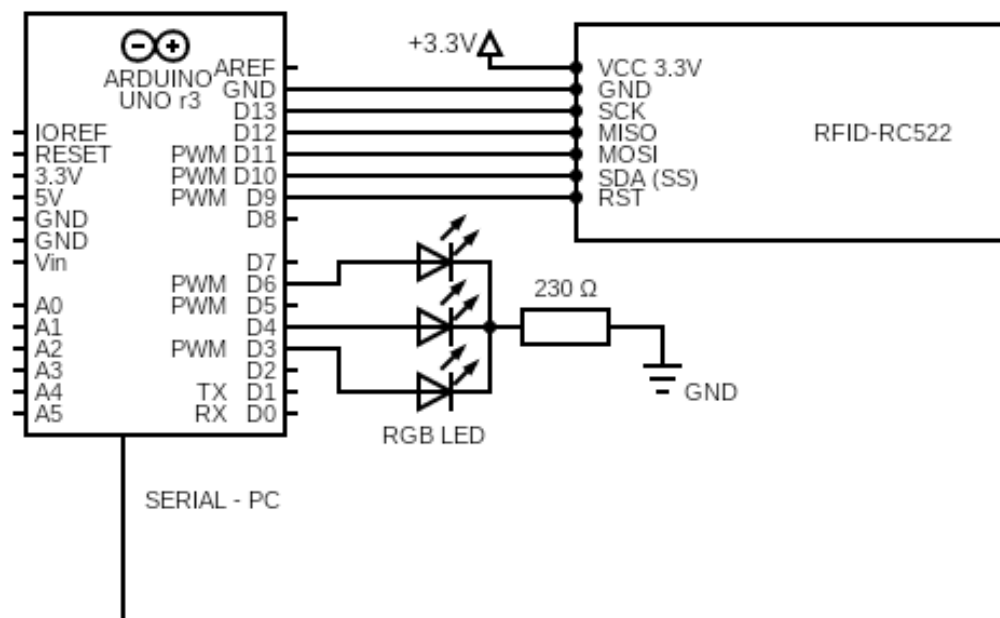 +3.3V
ARDUINO
UNO r3
AREF
GND
D13
IOREF
D12
RESET
PWM D11
3.3V
PWM D10
5V
PWM D9
GND
D8
GND
Vin
D7
PWM D6
A0
PWM D5
A1
D4
A2
PWM D3
A3
D2
A4
TX D1
A5
RX D0
VCC 3.3V
GND
SCK
MISO
MOSI
SDA (SS)
RST
RFID-RC522
230 Ω
GND
RGB LED
SERIAL - PC